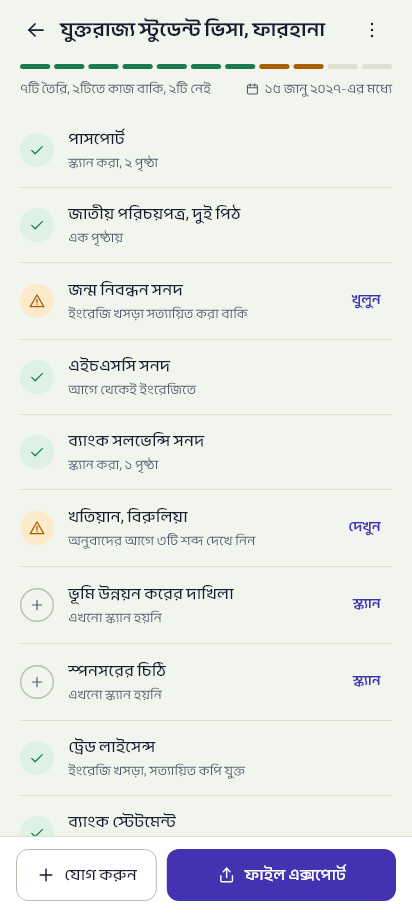 যুক্তরাজ্য স্টুডেন্ট ভিসা, ফারহানা
৭টি তৈরি, ২টিতে কাজ বাকি, ২টি নেই
১৫ জানু ২০২৭-এর মধ্যে
পাসপোর্ট
স্ক্যান করা, ২ পৃষ্ঠা
জাতীয় পরিচয়পত্র, দুই পিঠ
এক পৃষ্ঠায়
জন্ম নিবন্ধন সনদ
ইংরেজি খসড়া সত্যায়িত করা বাকি
খুলুন
এইচএসসি সনদ
আগে থেকেই ইংরেজিতে
ব্যাংক সলভেন্সি সনদ
স্ক্যান করা, ১ পৃষ্ঠা
খতিয়ান, বিরুলিয়া
অনুবাদের আগে ৩টি শব্দ দেখে নিন
দেখুন
ভূমি উন্নয়ন করের দাখিলা
এখনো স্ক্যান হয়নি
স্ক্যান
স্পনসরের চিঠি
এখনো স্ক্যান হয়নি
স্ক্যান
ট্রেড লাইসেন্স
ইংরেজি খসড়া, সত্যায়িত কপি যুক্ত
ব্যাংক স্টেটমেন্ট
যোগ করুন
ফাইল এক্সপোর্ট